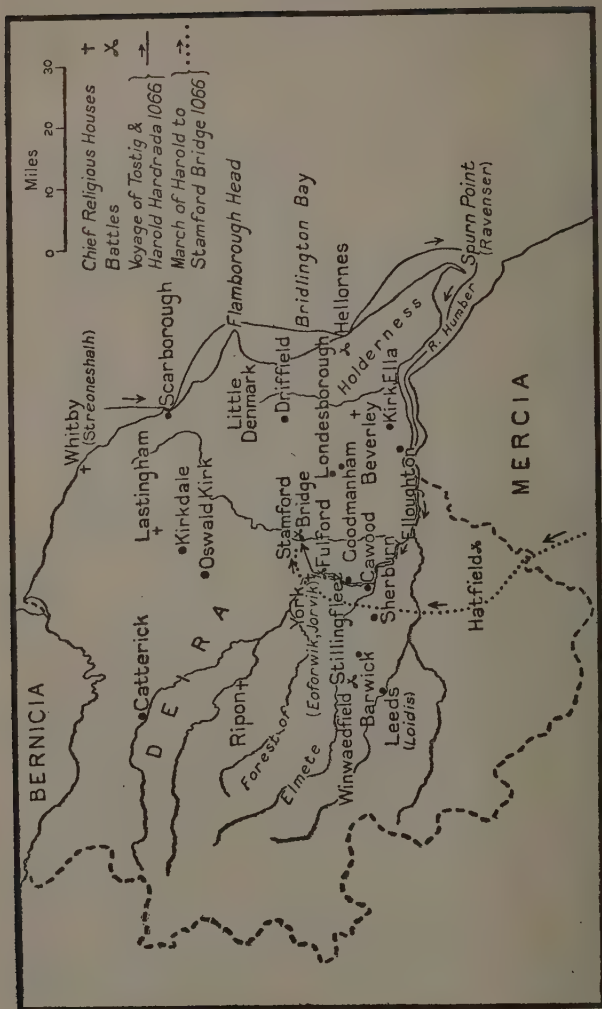 Miles
0 10 20 30
Chief Religious Houses
Battles
Voyage of Tostig &
Harold Hardrada 1066
March of Harold to
Stamford Bridge 1066
BERNICIA
Whitby
(Streoneshalh)
Scarborough
Catterick
Lastingham
Kirkdale
Oswald Kirk
Flamborough Head
DEIRA
Ripon
Little
Denmark
Driffield
Bridlington Bay
Forest of
Elmete
York
(Eoforwik, Jorvik)
Stamford
Bridge
Fulford
Londesborough
Hellornes
Goodmanham
Stillingfleet
Cawood
Beverley
Holderness
Winwaedfield
Barwick
Sherburn
Kirk Ella
Leeds
(Loidis)
Elloughton
R. Humber
Spurn Point
(Ravenser)
Hatfield
MERCIA